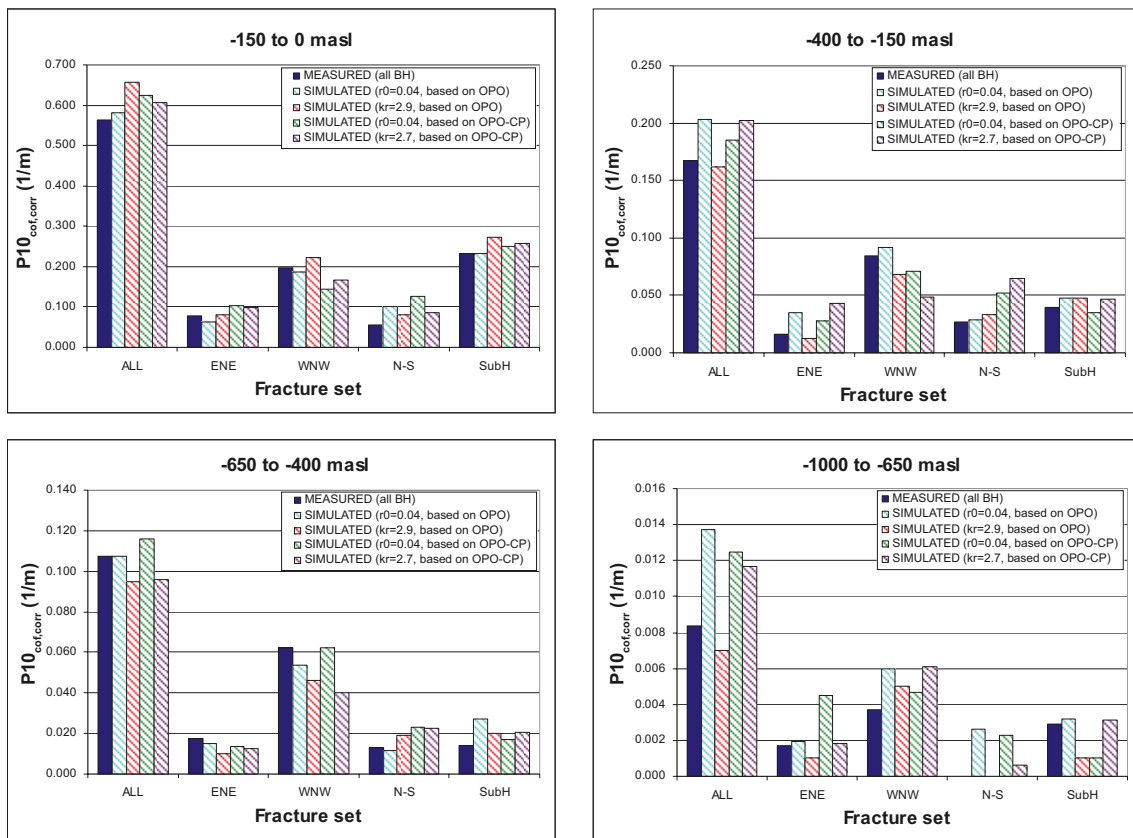 -150 to 0 masl
P10cof,corr (1/m)
0.700
0.600
0.500
0.400
0.300
0.200
0.100
0.000
MEASURED (all BH)
SIMULATED (r0=0.04, based on OPO)
SIMULATED (kr=2.9, based on OPO)
SIMULATED (r0=0.04, based on OPO-CP)
SIMULATED (kr=2.7, based on OPO-CP)
ALL ENE WNW N-S SubH
Fracture set
-400 to -150 masl
P10cof,corr (1/m)
0.250
0.200
0.150
0.100
0.050
0.000
MEASURED (all BH)
SIMULATED (r0=0.04, based on OPO)
SIMULATED (kr=2.9, based on OPO)
SIMULATED (r0=0.04, based on OPO-CP)
SIMULATED (kr=2.7, based on OPO-CP)
ALL ENE WNW N-S SubH
Fracture set
-650 to -400 masl
P10cof,corr (1/m)
0.140
0.120
0.100
0.080
0.060
0.040
0.020
0.000
MEASURED (all BH)
SIMULATED (r0=0.04, based on OPO)
SIMULATED (kr=2.9, based on OPO)
SIMULATED (r0=0.04, based on OPO-CP)
SIMULATED (kr=2.7, based on OPO-CP)
ALL ENE WNW N-S SubH
Fracture set
-1000 to -650 masl
P10cof,corr (1/m)
0.016
0.014
0.012
0.010
0.008
0.006
0.004
0.002
0.000
MEASURED (all BH)
SIMULATED (r0=0.04, based on OPO)
SIMULATED (kr=2.9, based on OPO)
SIMULATED (r0=0.04, based on OPO-CP)
SIMULATED (kr=2.7, based on OPO-CP)
ALL ENE WNW N-S SubH
Fracture set